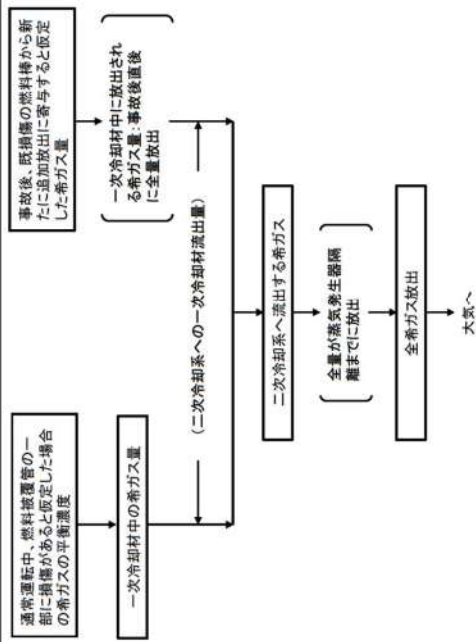 通常運転中、燃料被覆管の一
部に損傷があると仮定した場合
の希ガスの平衡濃度
一次冷却材中の希ガス量
事故後、既損傷の燃料棒から新
たに追加放出に寄与すると仮定
した希ガス量
一次冷却材中に放出され
る希ガス量：事故後直後
に全量放出
（二次冷却系への一次冷却材流出量）
二次冷却系へ流出する希ガス
全量が蒸気発生器隔
離までに放出
全希ガス放出
大気へ